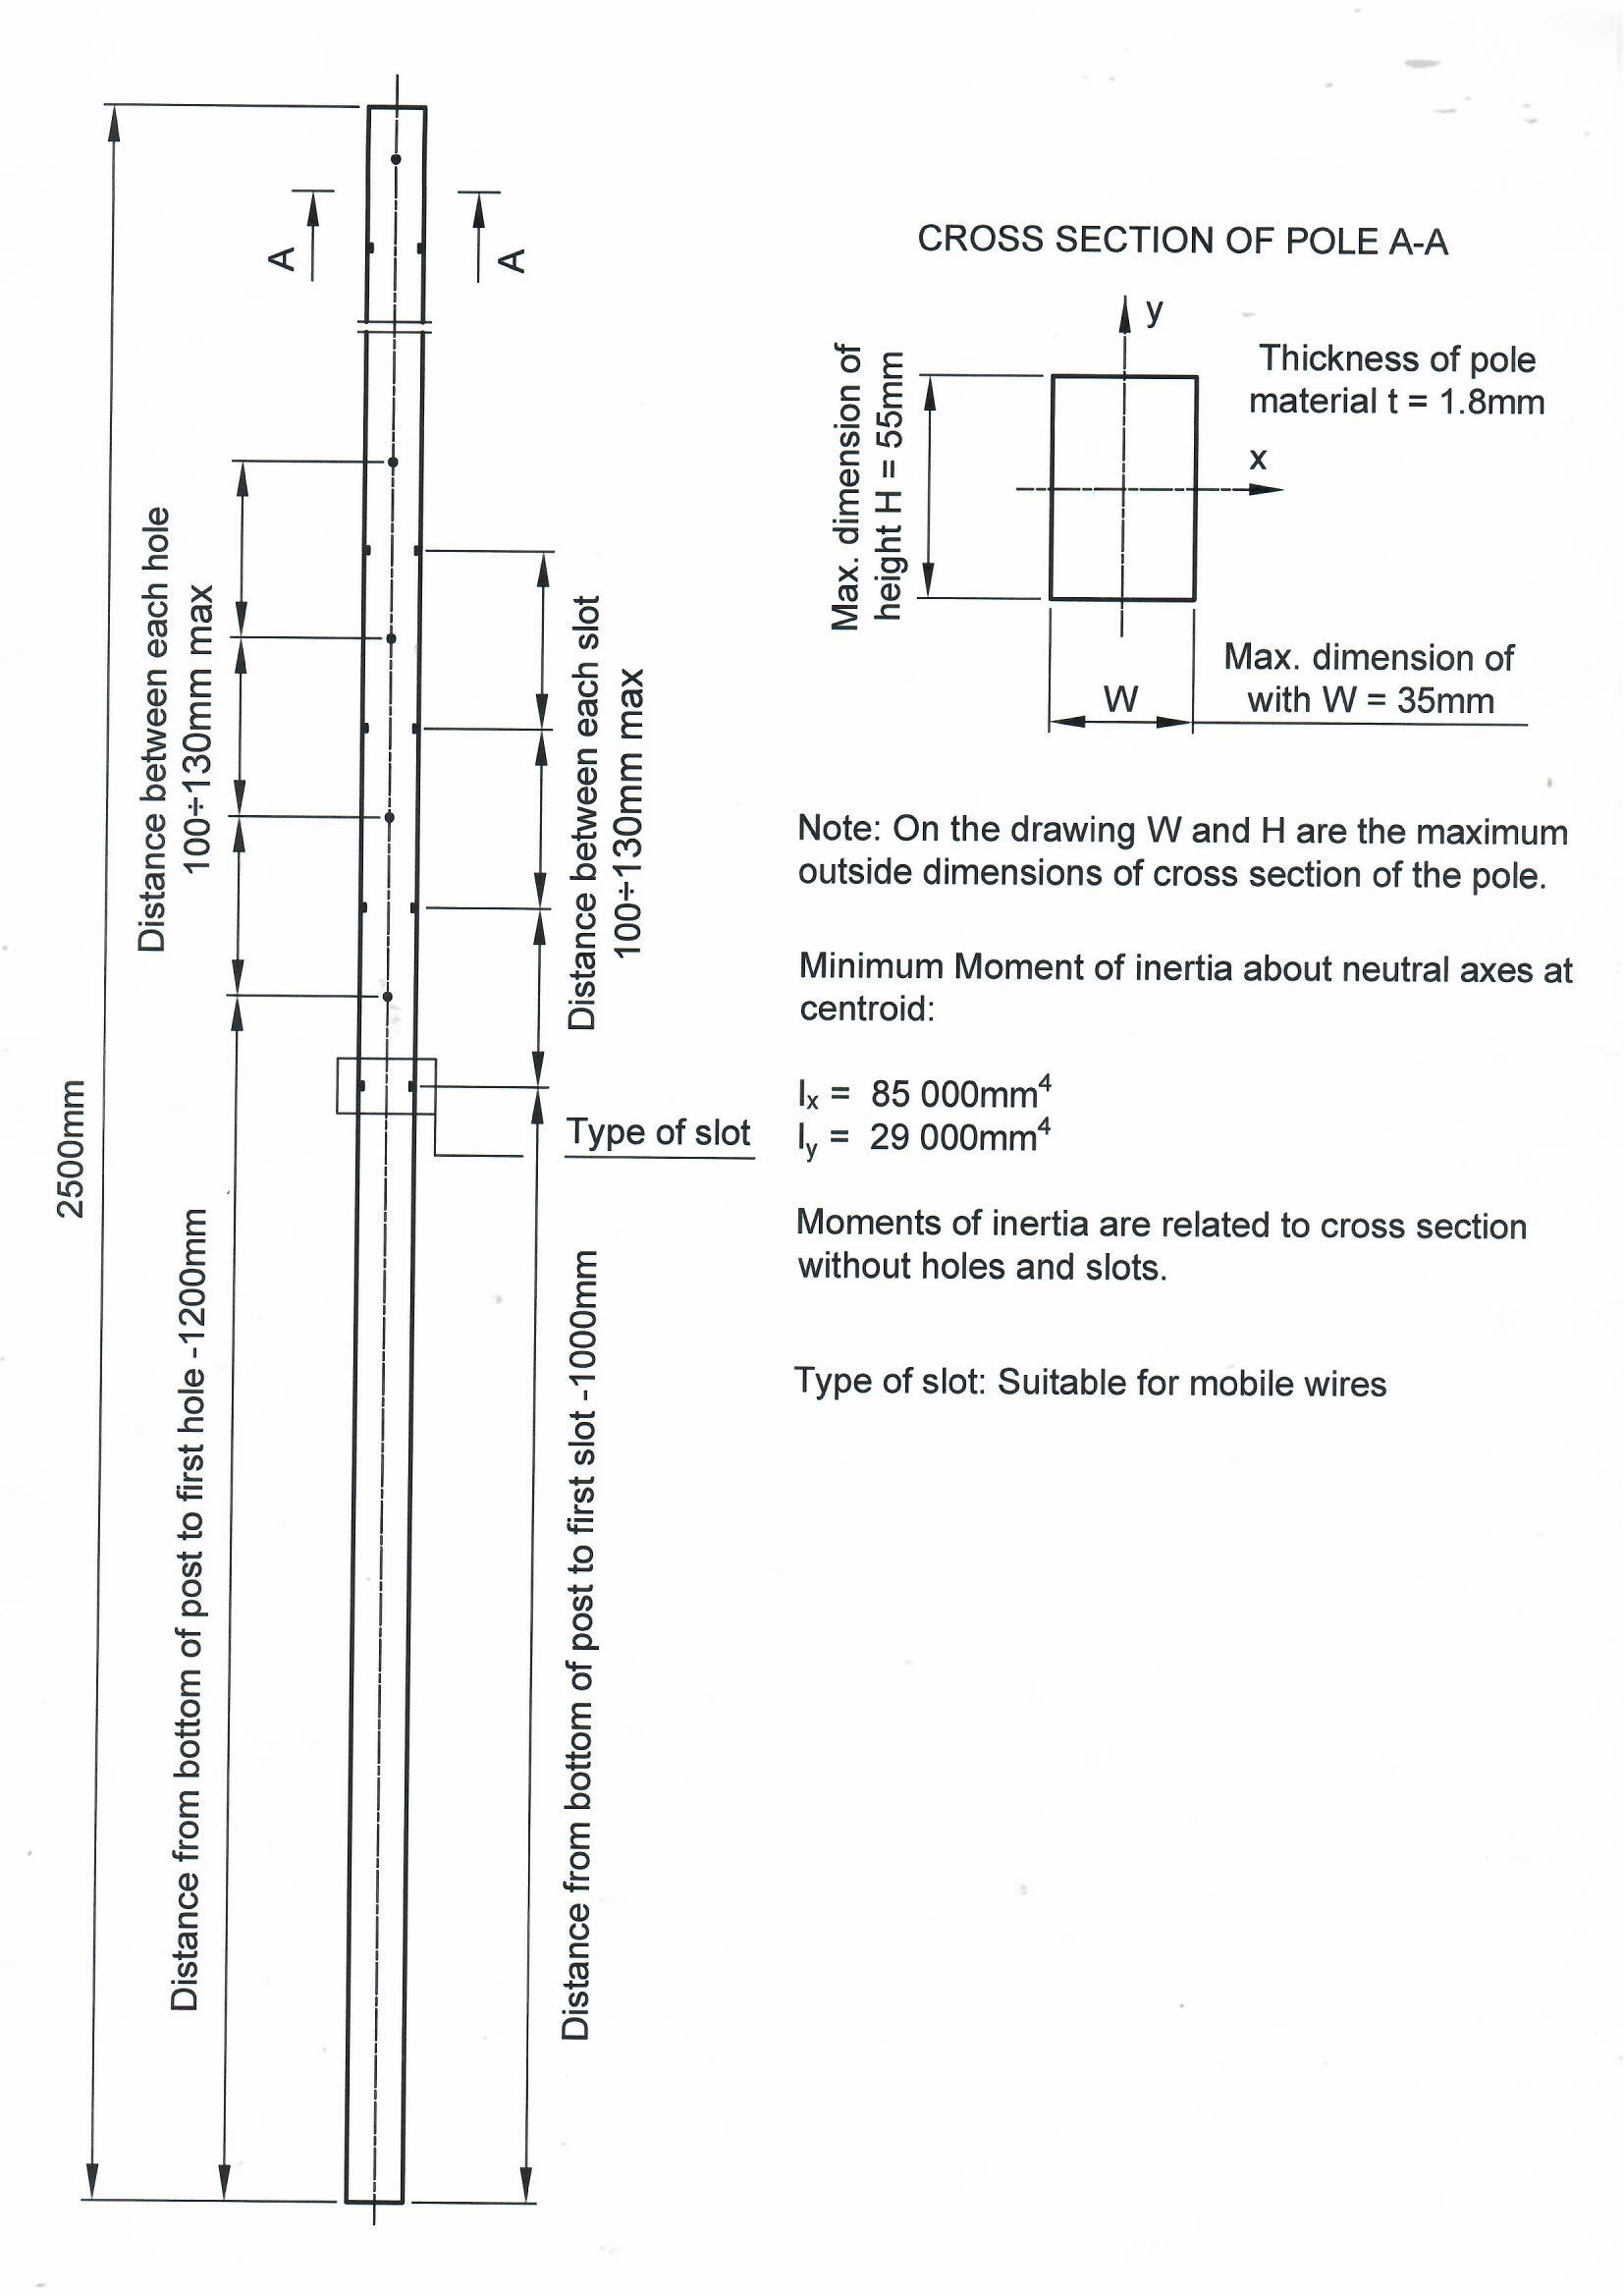 A
A
2500mm
Distance between each hole
100÷130mm max
Distance between each slot
100÷130mm max
Type of slot
Distance from bottom of post to first hole -1200mm
Distance from bottom of post to first slot -1000mm
CROSS SECTION OF POLE A-A
y
x
Max. dimension of
height H = 55mm
Thickness of pole
material t = 1.8mm
W
Max. dimension of
with W = 35mm
Note: On the drawing W and H are the maximum
outside dimensions of cross section of the pole.
Minimum Moment of inertia about neutral axes at
centroid:
Ix = 85 000mm⁴
Iy = 29 000mm⁴
Moments of inertia are related to cross section
without holes and slots.
Type of slot: Suitable for mobile wires